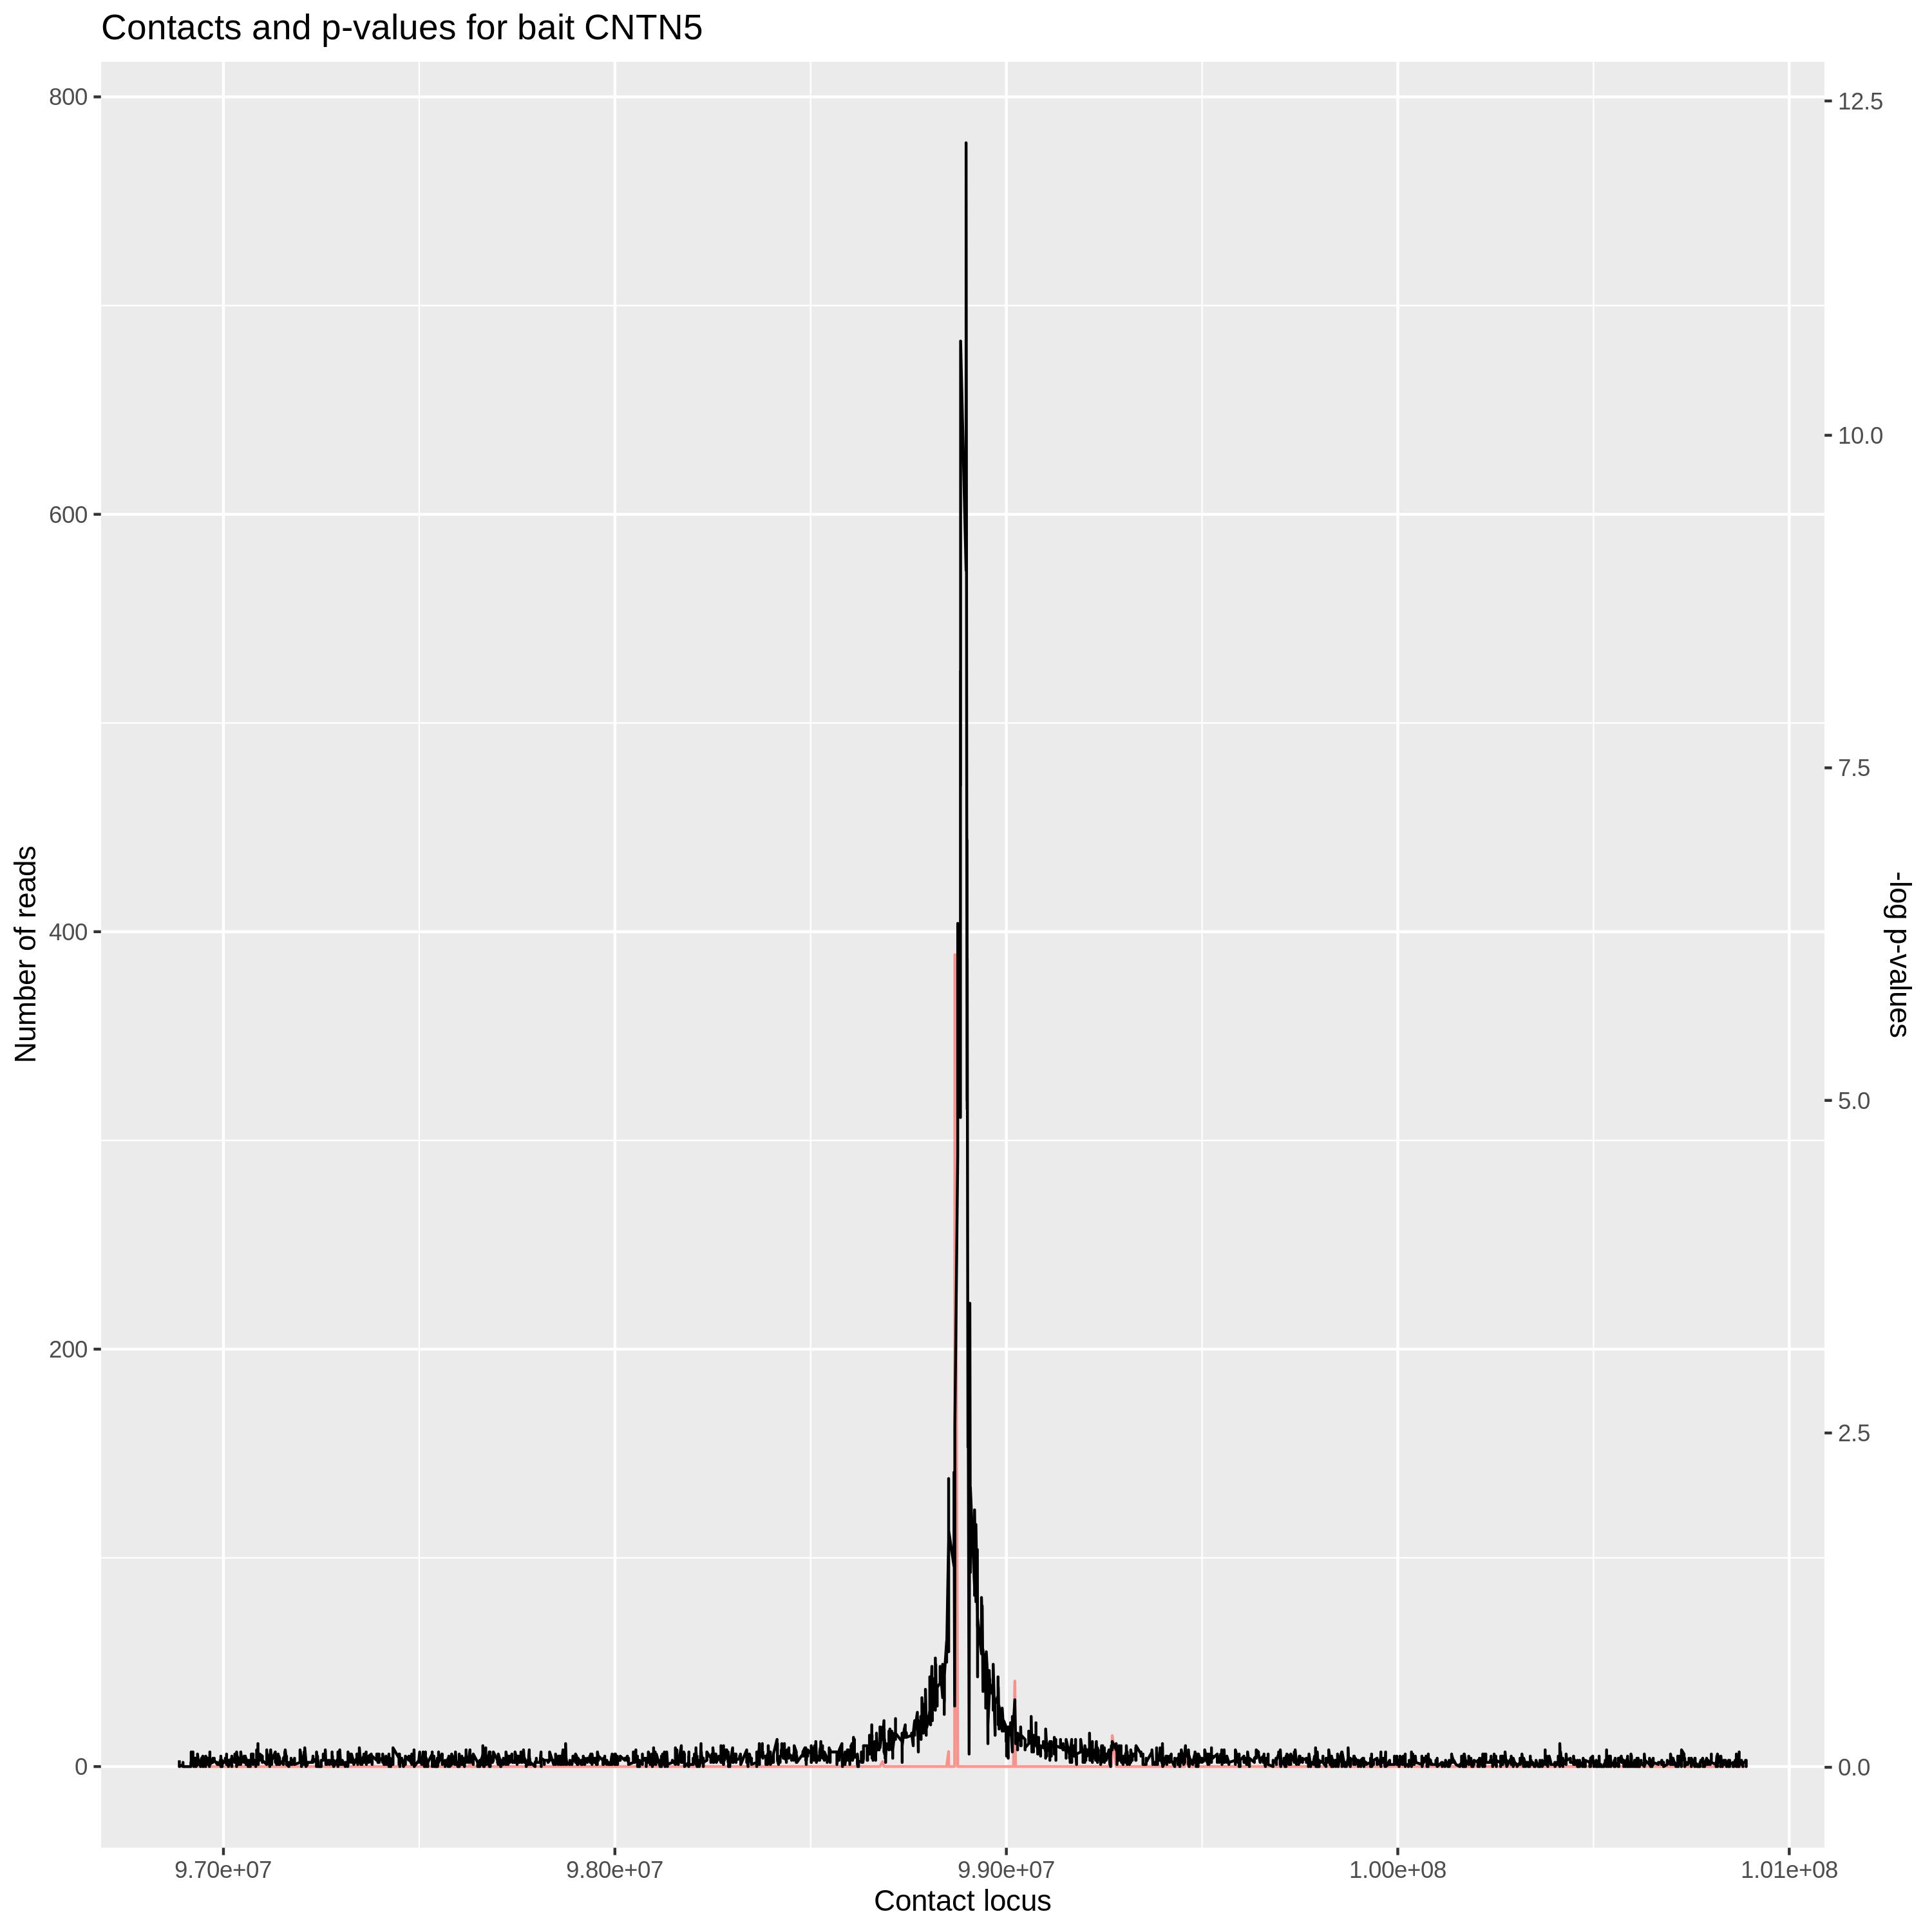 Contacts and p-values for bait CNTN5
800
600
400
200
0
Number of reads
12.5
10.0
7.5
5.0
2.5
0.0
-log p-values
9.70e+07
9.80e+07
9.90e+07
1.00e+08
1.01e+08
Contact locus